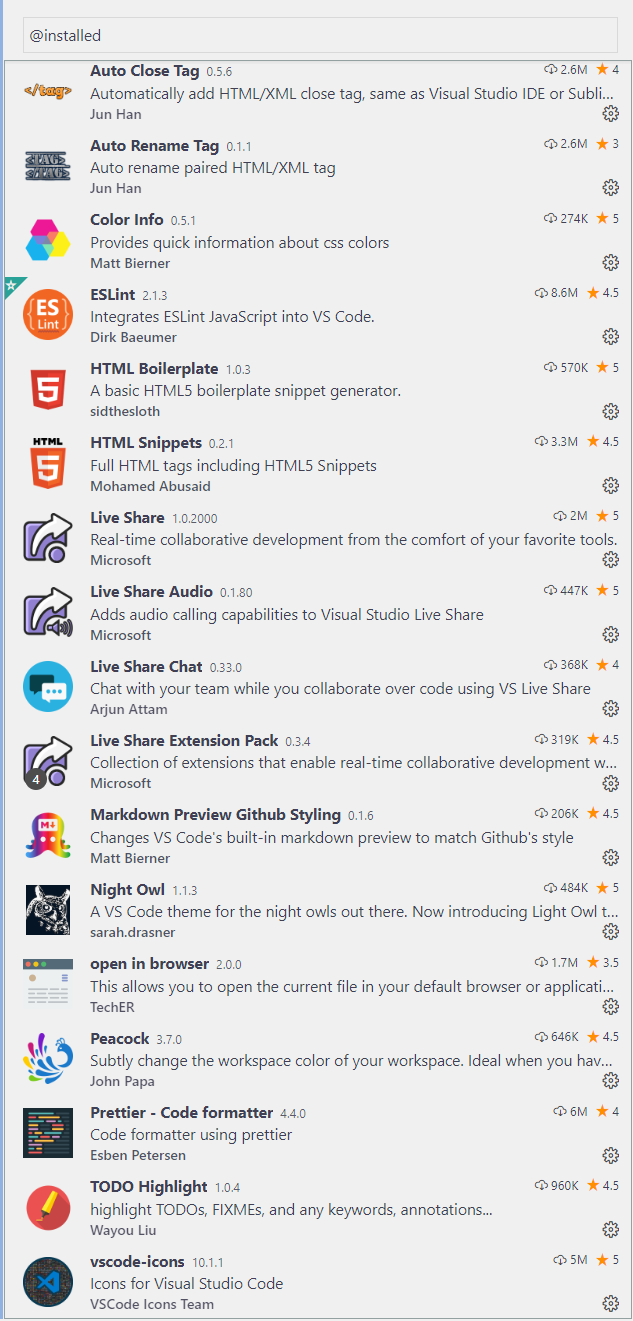 @installed
Auto Close Tag 0.5.6 2.6M 4
</tag>
Automatically add HTML/XML close tag, same as Visual Studio IDE or Subli...
Jun Han
Auto Rename Tag 0.1.1 2.6M 3
<TAG>
</TAG>
Auto rename paired HTML/XML tag
Jun Han
Color Info 0.5.1 274K 5
Provides quick information about css colors
Matt Bierner
ESLint 2.1.3 8.6M 4.5
ES
Lint
Integrates ESLint JavaScript into VS Code.
Dirk Baeumer
HTML Boilerplate 1.0.3 570K 5
5
A basic HTML5 boilerplate snippet generator.
sidthesloth
HTML Snippets 0.2.1 3.3M 4.5
HTML
5
Full HTML tags including HTML5 Snippets
Mohamed Abusaid
Live Share 1.0.2000 2M 5
Real-time collaborative development from the comfort of your favorite tools.
Microsoft
Live Share Audio 0.1.80 447K 5
Adds audio calling capabilities to Visual Studio Live Share
Microsoft
Live Share Chat 0.33.0 368K 4
Chat with your team while you collaborate over code using VS Live Share
Arjun Attam
Live Share Extension Pack 0.3.4 319K 4.5
Collection of extensions that enable real-time collaborative development w...
4
Microsoft
Markdown Preview Github Styling 0.1.6 206K 4.5
M
Changes VS Code's built-in markdown preview to match Github's style
Matt Bierner
Night Owl 1.1.3 484K 5
A VS Code theme for the night owls out there. Now introducing Light Owl t...
sarah.drasner
open in browser 2.0.0 1.7M 3.5
This allows you to open the current file in your default browser or applicati...
TechER
Peacock 3.7.0 646K 4.5
Subtly change the workspace color of your workspace. Ideal when you hav...
John Papa
Prettier - Code formatter 4.4.0 6M 4
Code formatter using prettier
Esben Petersen
TODO Highlight 1.0.4 960K 4.5
highlight TODOs, FIXMEs, and any keywords, annotations...
Wayou Liu
vscode-icons 10.1.1 5M 5
Icons for Visual Studio Code
VSCode Icons Team